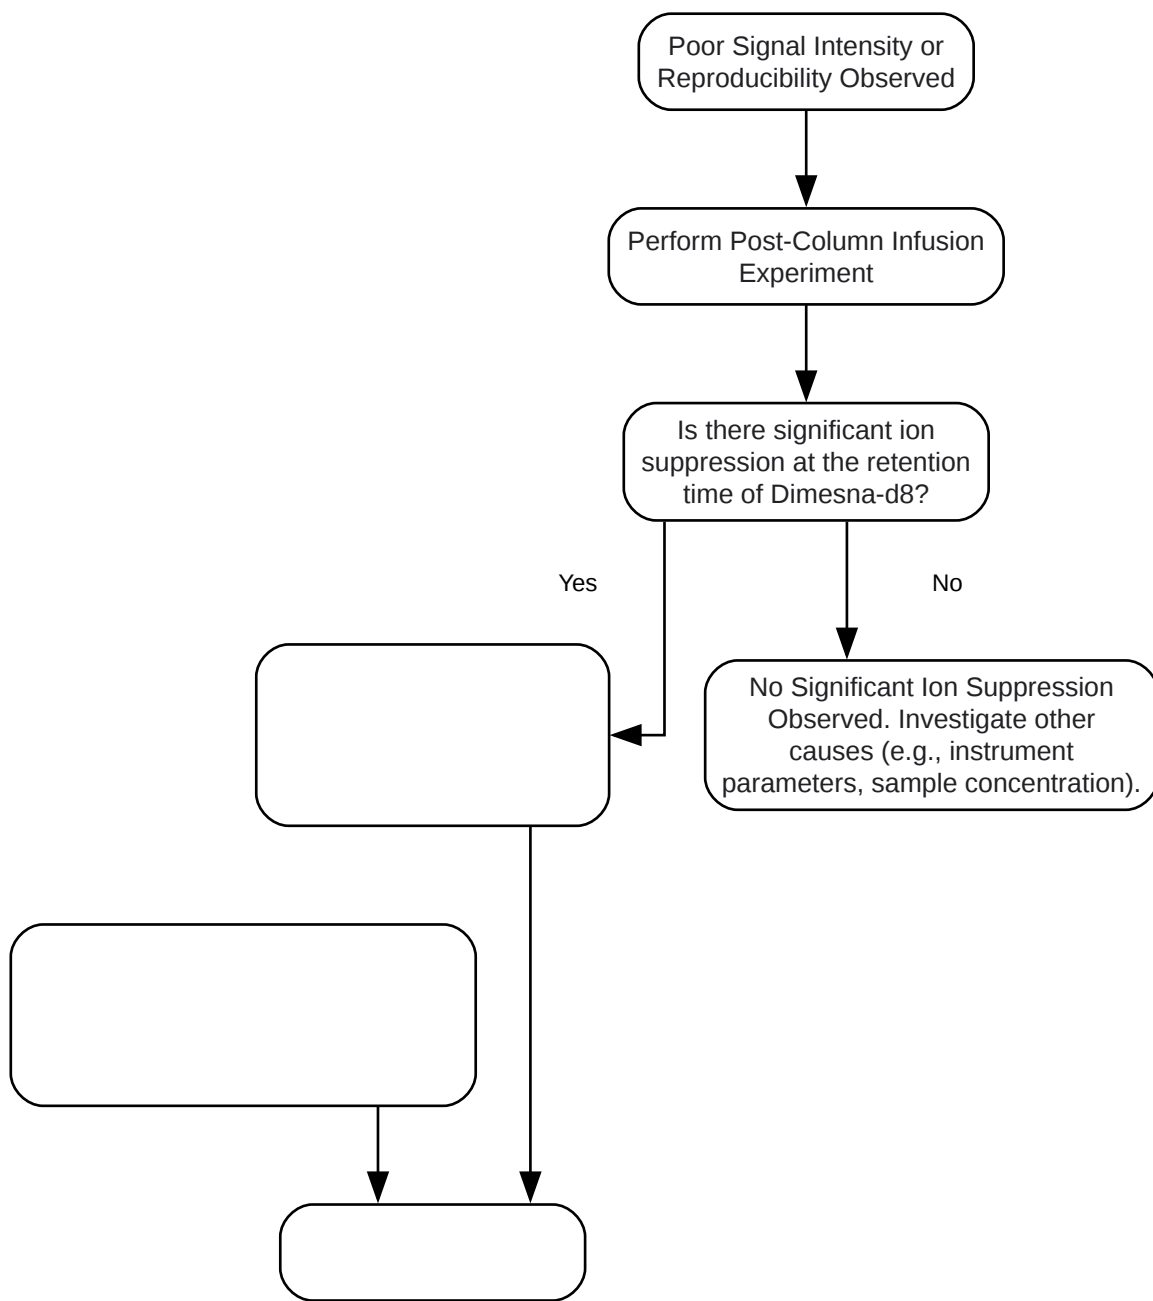 Poor Signal Intensity or
Reproducibility Observed
Perform Post-Column Infusion
Experiment
Is there significant ion
suppression at the retention
time of Dimesna-d8?
Yes
No
No Significant Ion Suppression
Observed. Investigate other
causes (e.g., instrument
parameters, sample concentration).